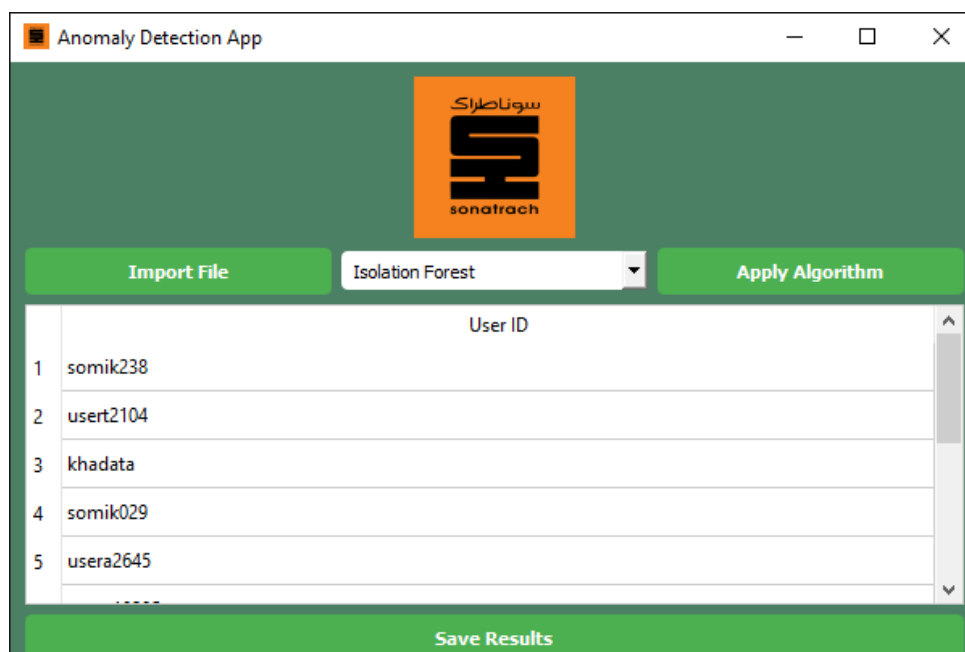 Anomaly Detection App
سوناطراك
sonatrach
Import File Isolation Forest Apply Algorithm
User ID
1 somik238
2 usert2104
3 khadata
4 somik029
5 usera2645
Save Results